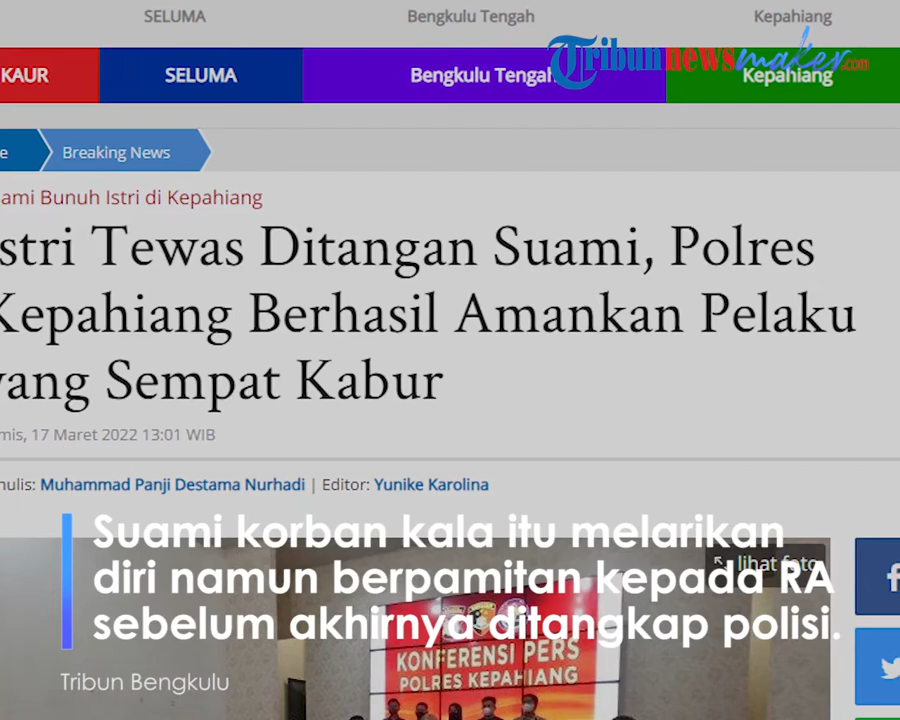 SELUMA Bengkulu Tengah Kepahiang
KAUR SELUMA Bengkulu Tengah Kepahiang
Tribunnewsmaker.com
e Breaking News
ami Bunuh Istri di Kepahiang
stri Tewas Ditangan Suami, Polres
Kepahiang Berhasil Amankan Pelaku
yang Sempat Kabur
mis, 17 Maret 2022 13:01 WIB
nulis: Muhammad Panji Destama Nurhadi | Editor: Yunike Karolina
lihat foto
Suami korban kala itu melarikan
diri namun berpamitan kepada RA
sebelum akhirnya ditangkap polisi.
KONFERENSI PERS
POLRES KEPAHIANG
Tribun Bengkulu